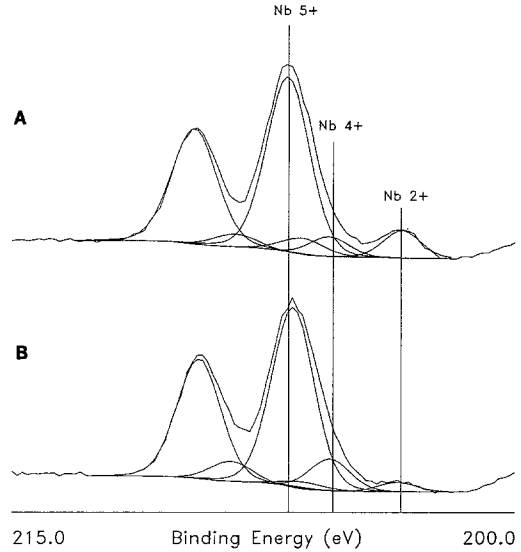 Nb 5+
A
Nb 4+
Nb 2+
B
215.0 Binding Energy (eV) 200.0